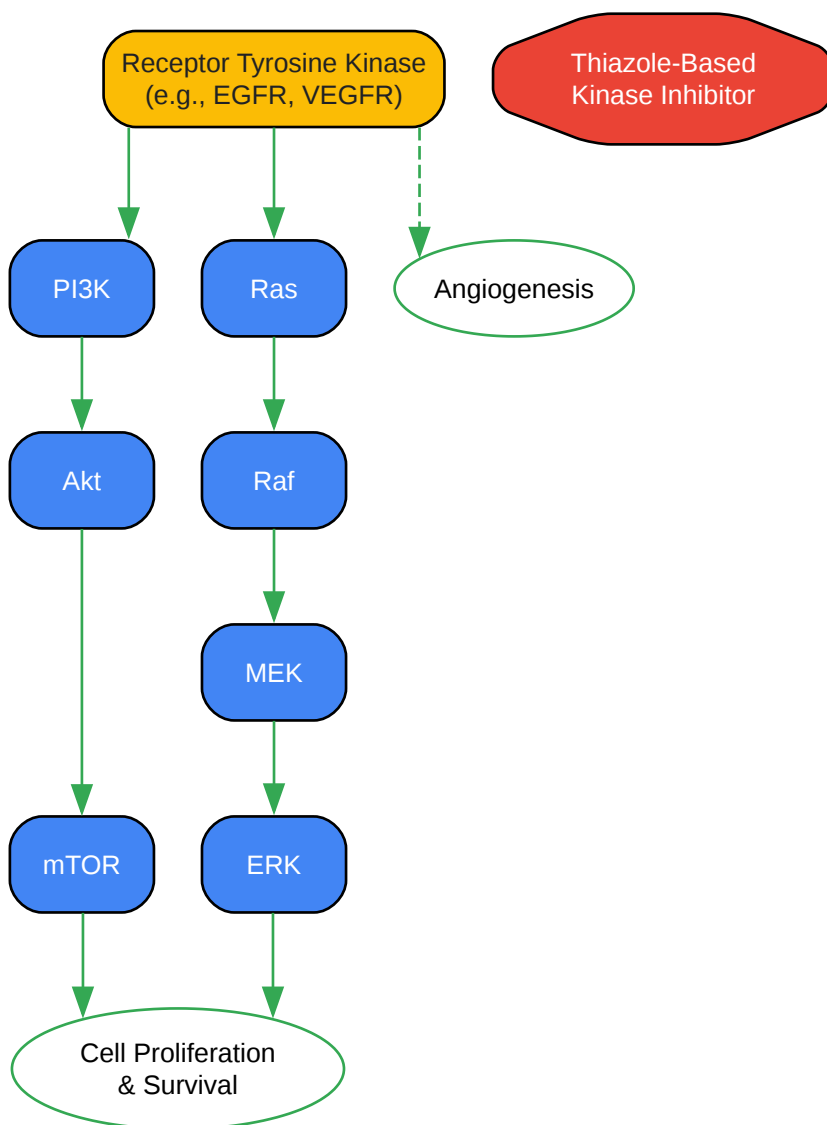 Receptor Tyrosine Kinase
(e.g., EGFR, VEGFR)
Thiazole-Based
Kinase Inhibitor
PI3K
Ras
Angiogenesis
Akt
Raf
MEK
mTOR
ERK
Cell Proliferation
& Survival